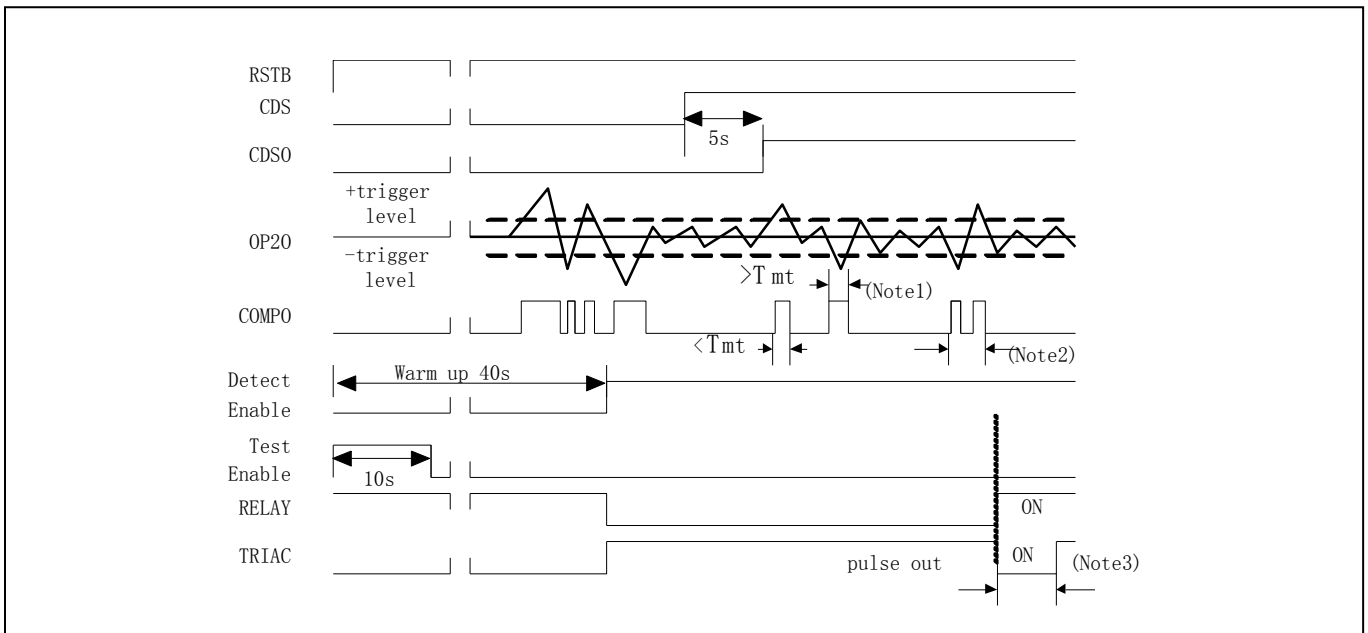 RSTB
CDS
5s
CDSO
+trigger
level
OP2O
-trigger
level
>Tmt
(Note1)
COMPO
<Tmt
(Note2)
Detect
Warm up 40s
Enable
Test
Enable
10s
RELAY
ON
TRIAC
pulse out
ON
(Note3)